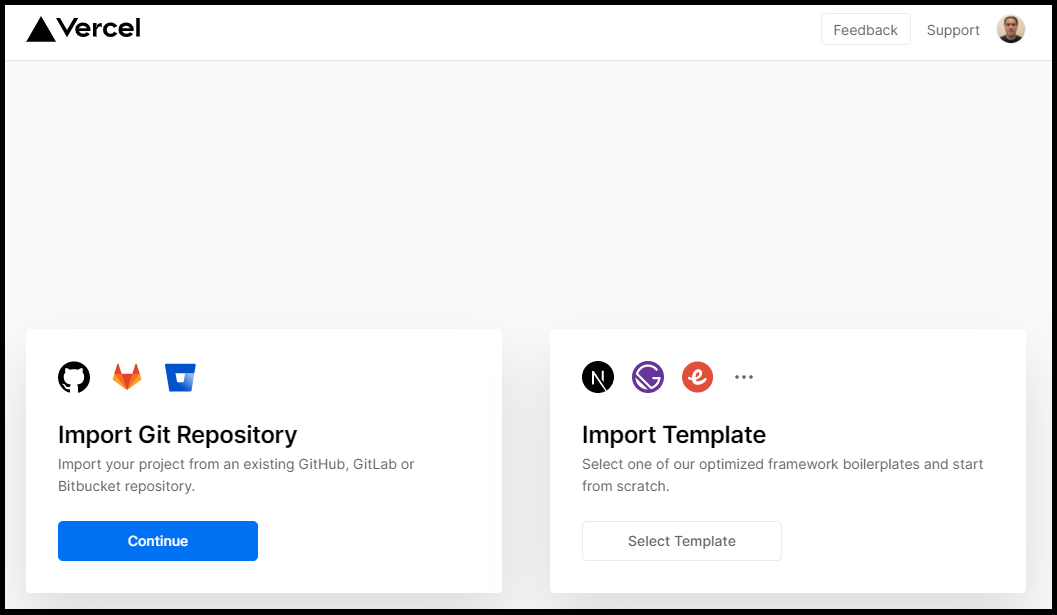 Vercel
Feedback
Support
Import Git Repository
Import your project from an existing GitHub, GitLab or
Bitbucket repository.
Continue
Import Template
Select one of our optimized framework boilerplates and start
from scratch.
Select Template